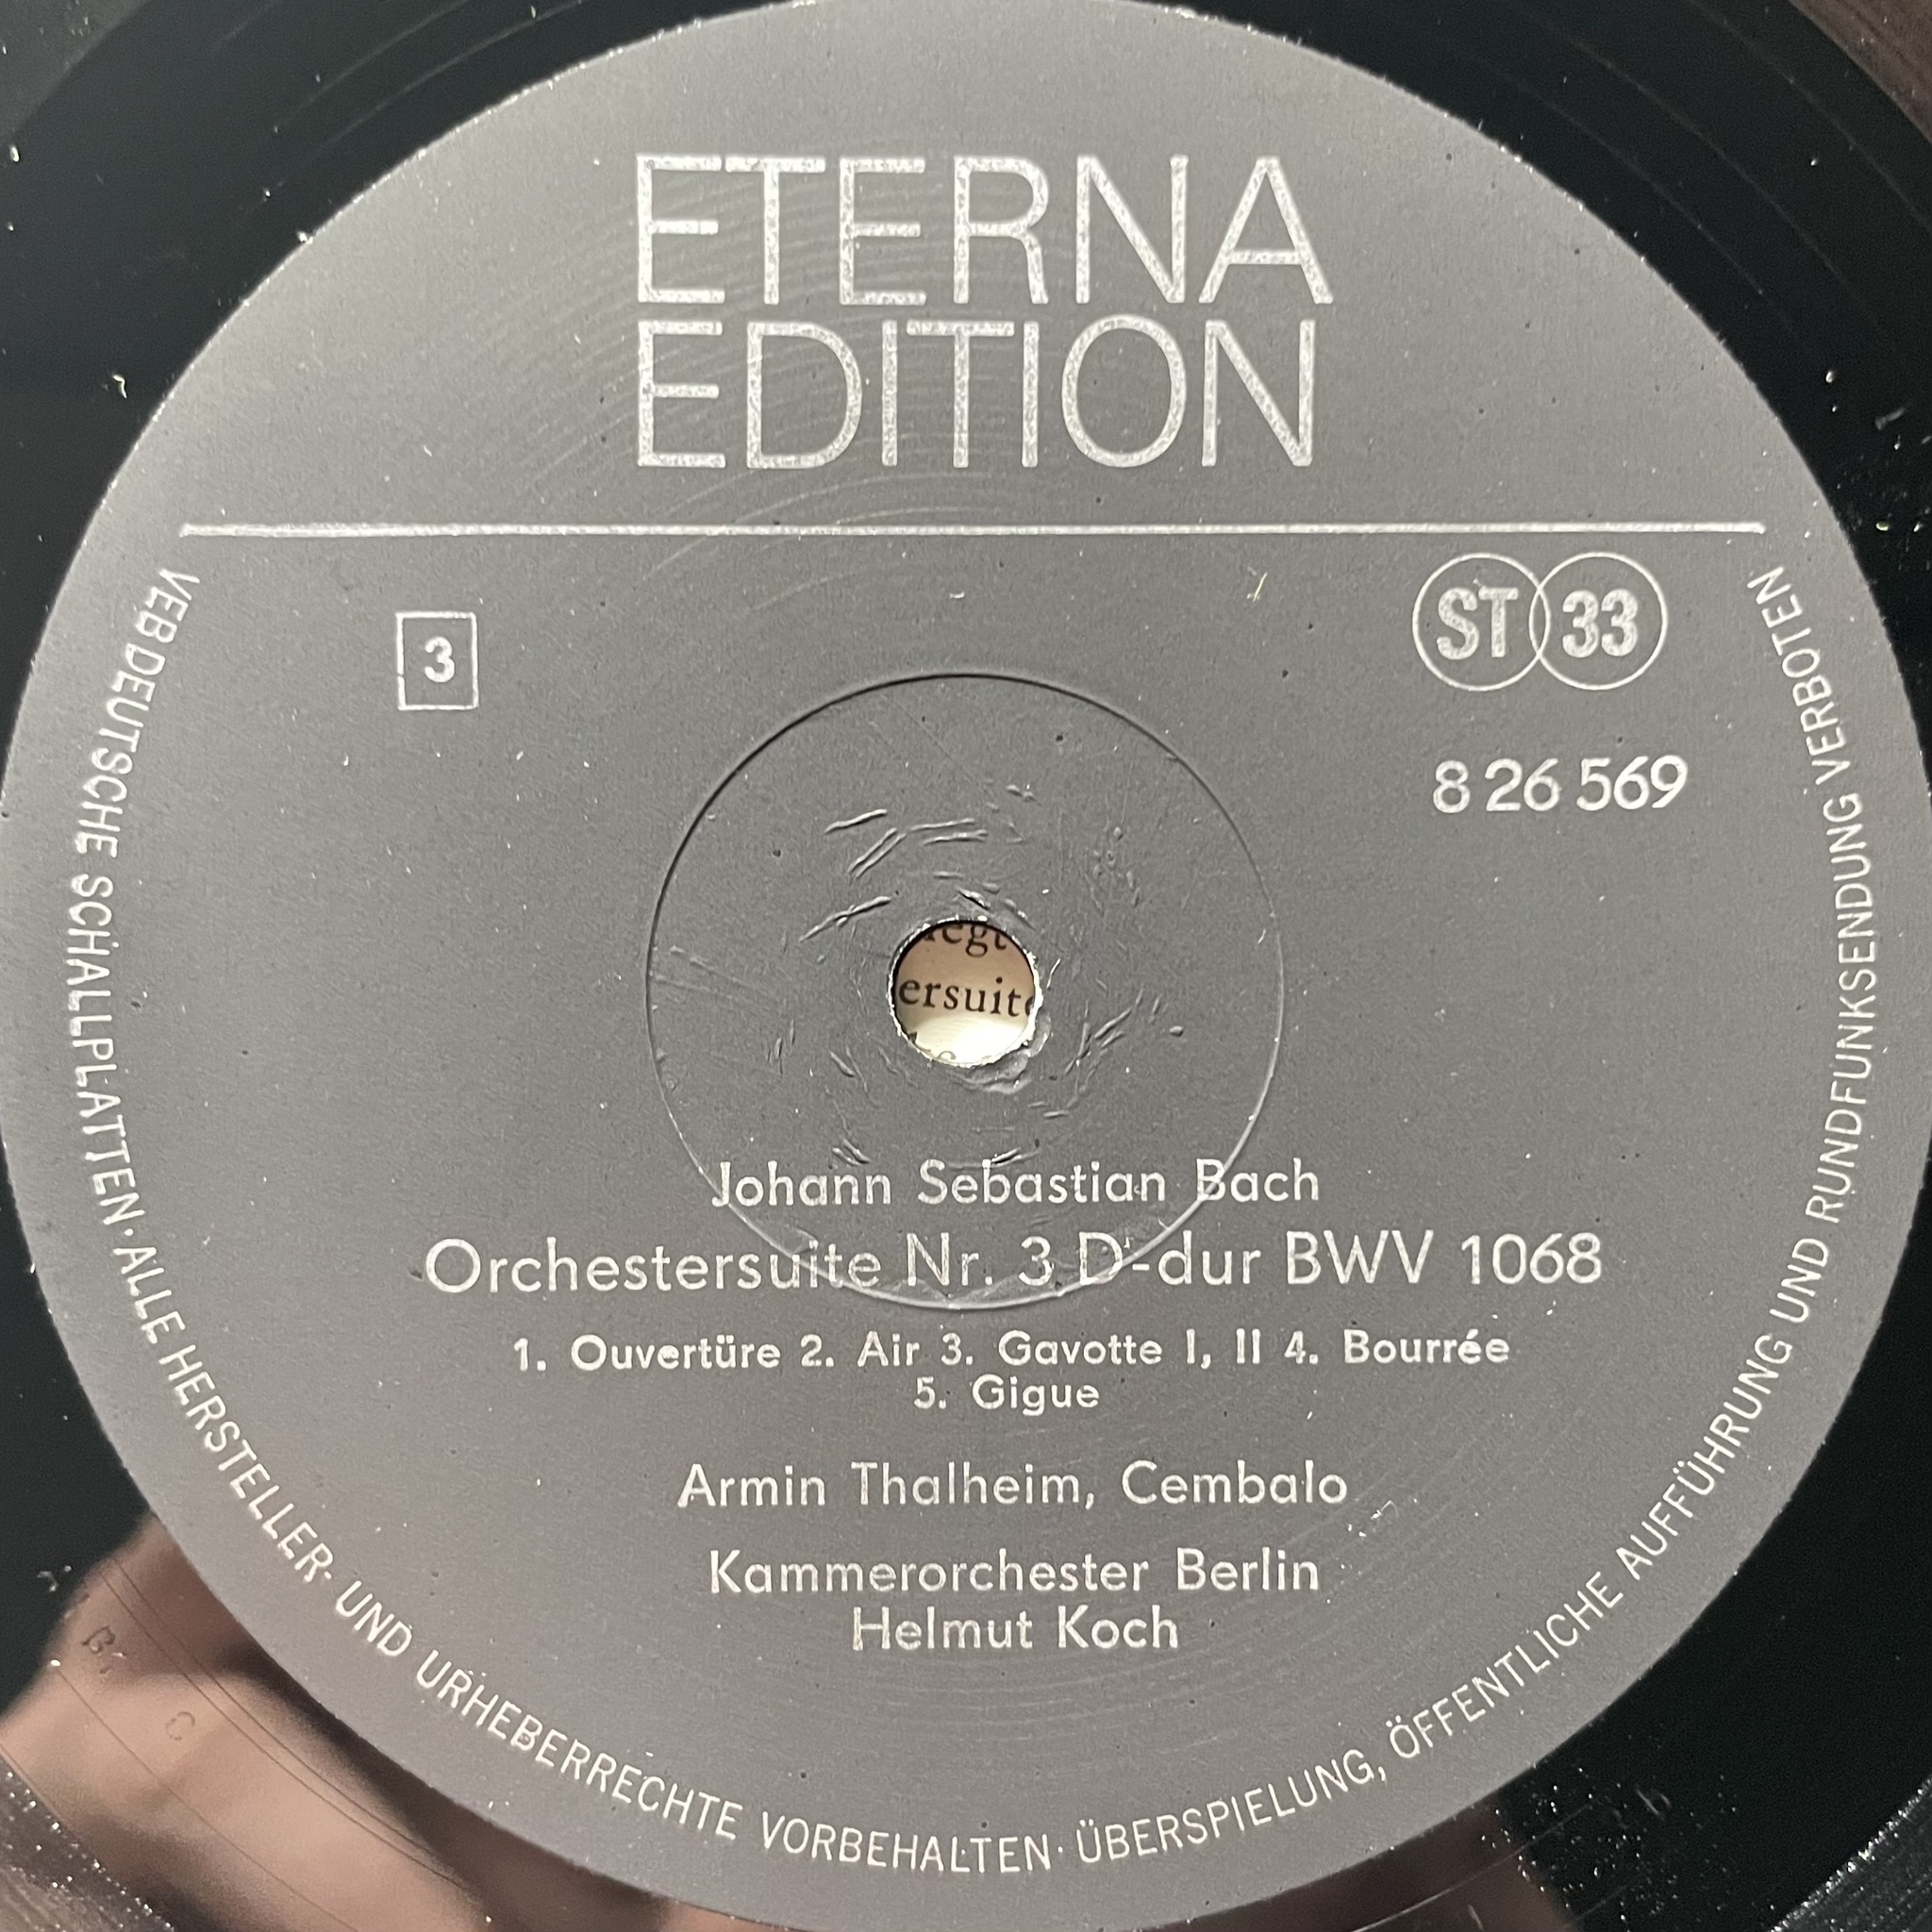 ETERNA
EDITION
3
ST 33
8 26 569
ersuite
Johann Sebastian Bach
Orchestersuite Nr. 3 D-dur BWV 1068
1. Ouvertüre 2. Air 3. Gavotte I, II 4. Bourrée
5. Gigue
Armin Thalheim, Cembalo
Kammerorchester Berlin
Helmut Koch
VEB DEUTSCHE SCHALLPLATTEN · ALLE HERSTELLER- UND URHEBERRECHTE VORBEHALTEN · ÜBERSPIELUNG, ÖFFENTLICHE AUFFÜHRUNG UND RUNDFUNKSENDUNG VERBOTEN